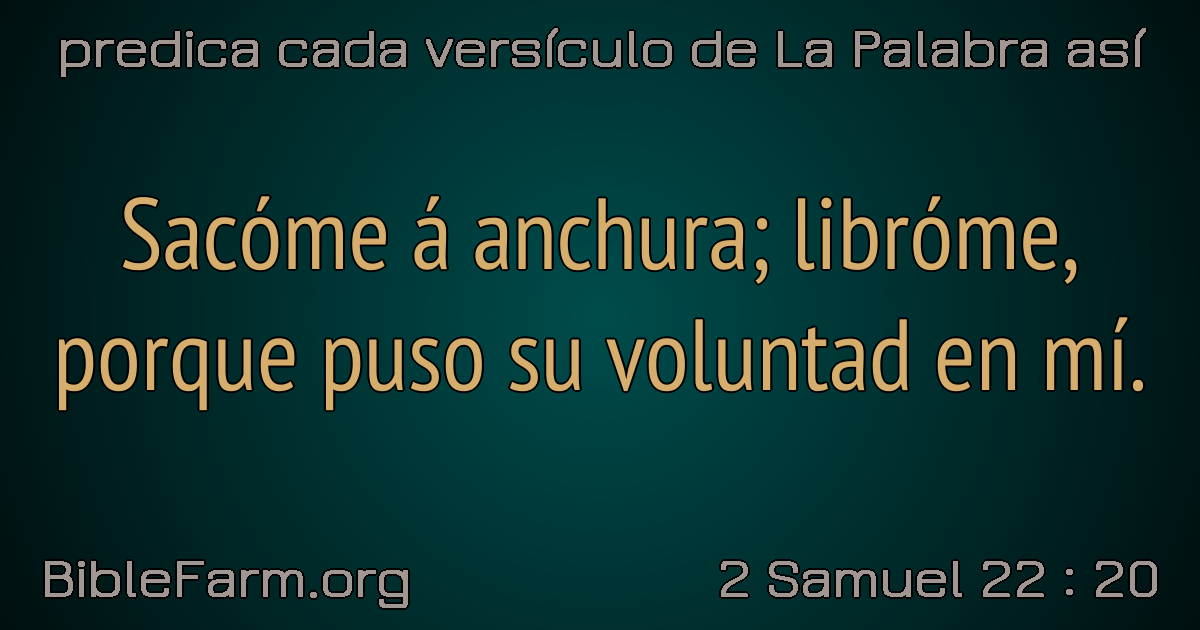 predica cada versículo de La Palabra así
Sacóme á anchura; libróme,
porque puso su voluntad en mí.
BibleFarm.org
2 Samuel 22 : 20